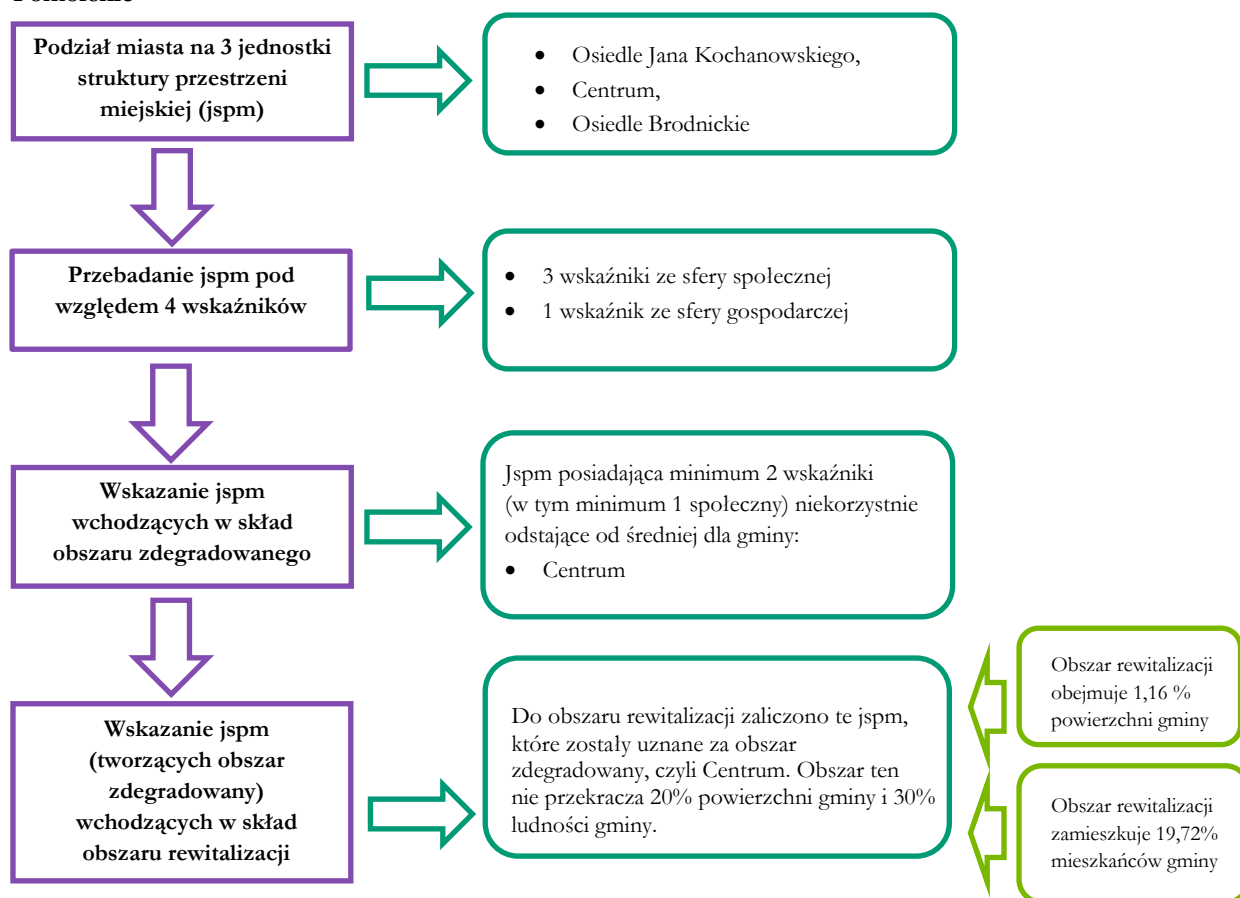 Podział miasta na 3 jednostki
struktury przestrzeni
miejskiej (jspm)
• Osiedle Jana Kochanowskiego,
• Centrum,
• Osiedle Brodnickie
Przebadanie jspm pod
względem 4 wskaźników
• 3 wskaźniki ze sfery społecznej
• 1 wskaźnik ze sfery gospodarczej
Wskazanie jspm
wchodzących w skład
obszaru zdegradowanego
Jspm posiadająca minimum 2 wskaźniki
(w tym minimum 1 społeczny) niekorzystnie
odstające od średniej dla gminy:
• Centrum
Wskazanie jspm
(tworzących obszar
zdegradowany)
wchodzących w skład
obszaru rewitalizacji
Do obszaru rewitalizacji zaliczono te jspm,
które zostały uznane za obszar
zdegradowany, czyli Centrum. Obszar ten
nie przekracza 20% powierzchni gminy i 30%
ludności gminy.
Obszar rewitalizacji
obejmuje 1,16 %
powierzchni gminy
Obszar rewitalizacji
zamieszkuje 19,72%
mieszkańców gminy